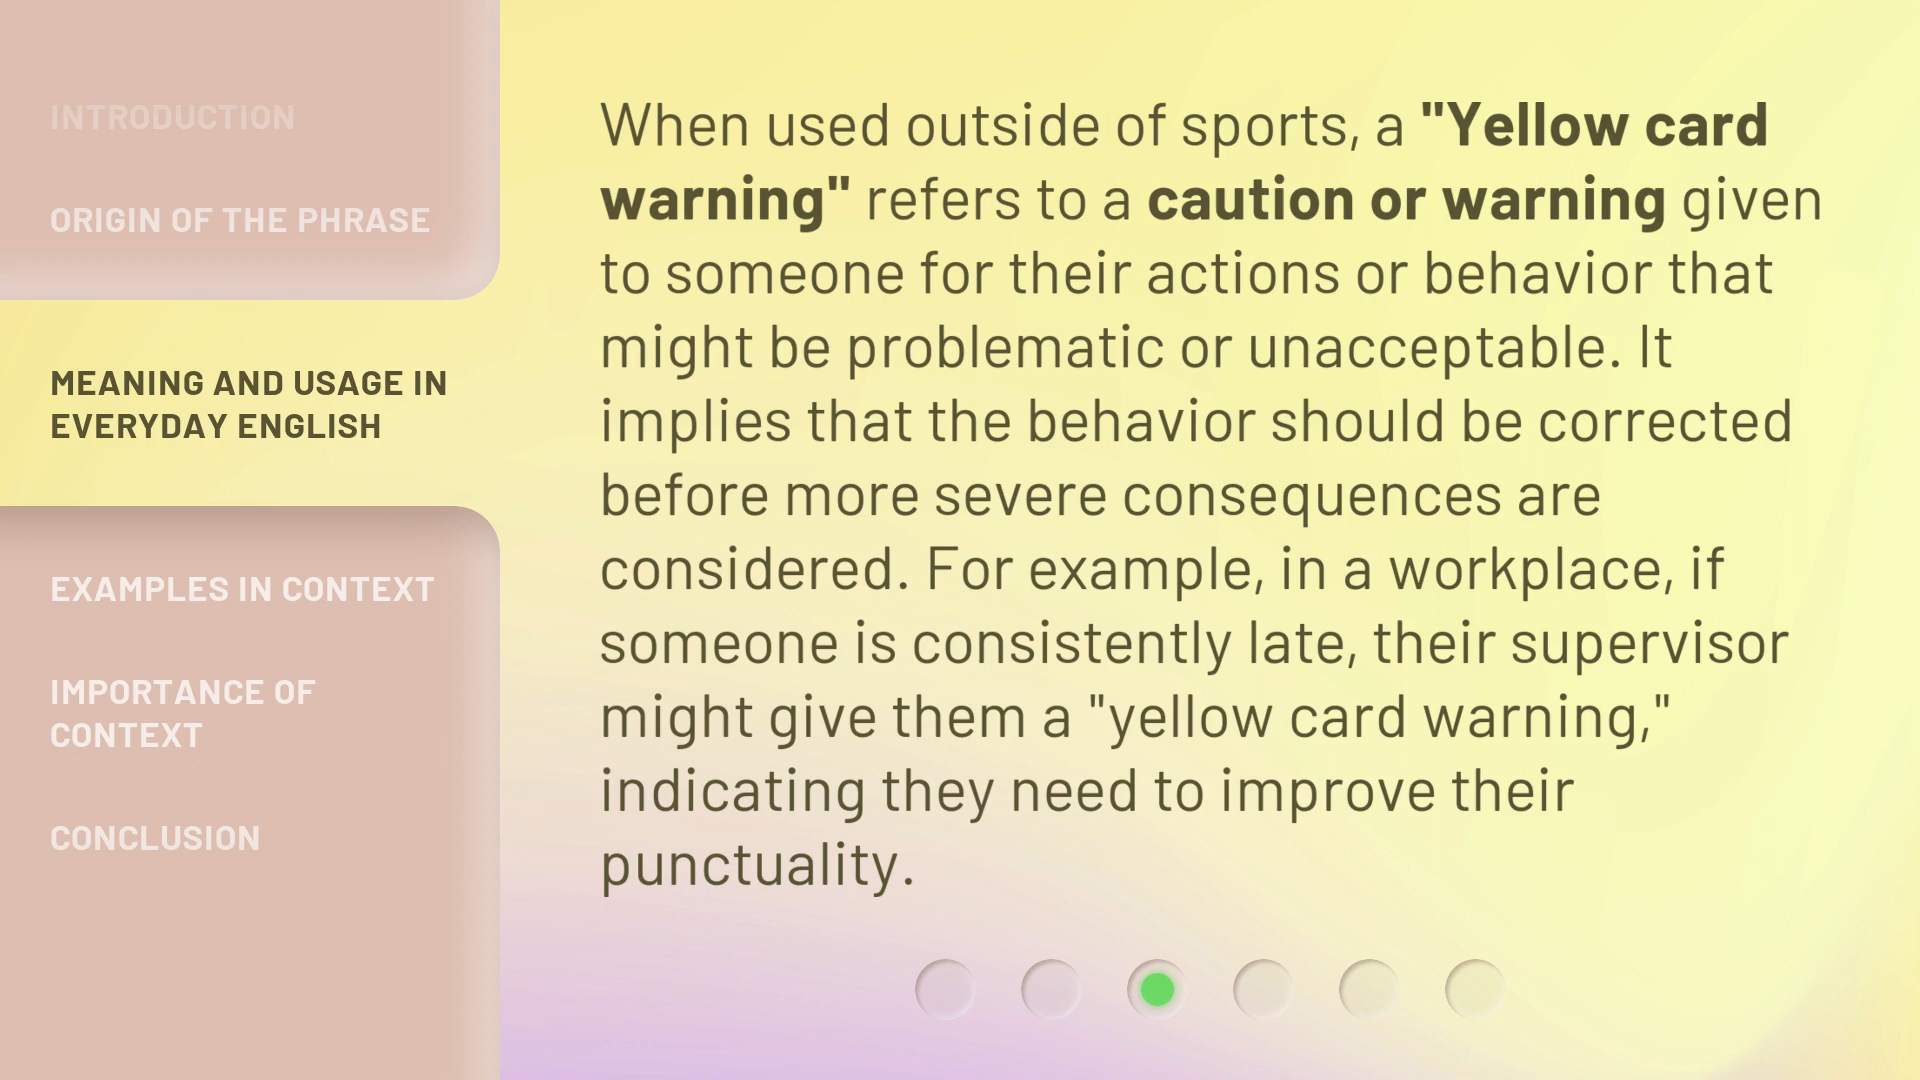 INTRODUCTION
ORIGIN OF THE PHRASE
MEANING AND USAGE IN
EVERYDAY ENGLISH
EXAMPLES IN CONTEXT
IMPORTANCE OF
CONTEXT
CONCLUSION
When used outside of sports, a "Yellow card
warning" refers to a caution or warning given
to someone for their actions or behavior that
might be problematic or unacceptable. It
implies that the behavior should be corrected
before more severe consequences are
considered. For example, in a workplace, if
someone is consistently late, their supervisor
might give them a "yellow card warning,"
indicating they need to improve their
punctuality.